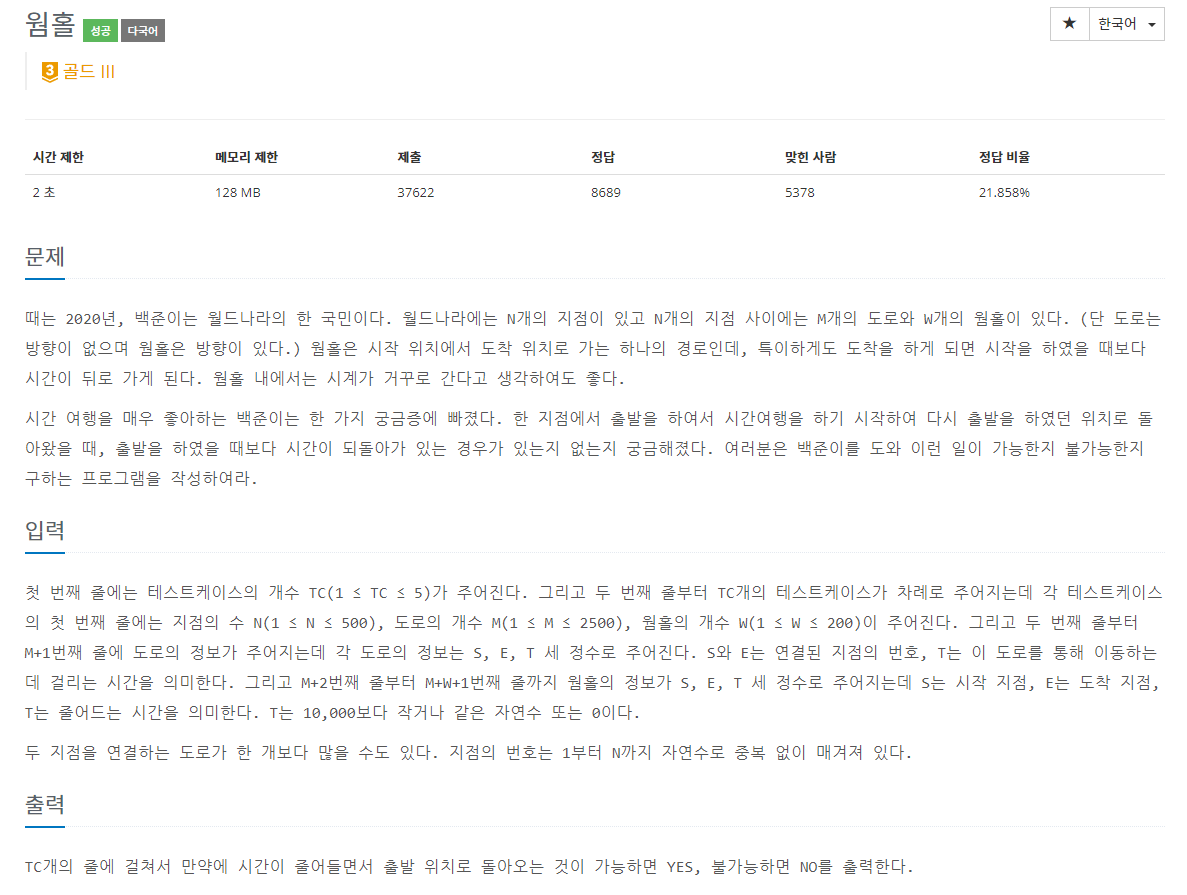 웜홀 성공 다국어
★ 한국어
3 골드 III
시간 제한 메모리 제한 제출 정답 맞힌 사람 정답 비율
2 초 128 MB 37622 8689 5378 21.858%
문제
때는 2020년, 백준이는 월드나라의 한 국민이다. 월드나라에는 N개의 지점이 있고 N개의 지점 사이에는 M개의 도로와 W개의 웜홀이 있다. (단 도로는
방향이 없으며 웜홀은 방향이 있다.) 웜홀은 시작 위치에서 도착 위치로 가는 하나의 경로인데, 특이하게도 도착을 하게 되면 시작을 하였을 때보다
시간이 뒤로 가게 된다. 웜홀 내에서는 시계가 거꾸로 간다고 생각하여도 좋다.
시간 여행을 매우 좋아하는 백준이는 한 가지 궁금증에 빠졌다. 한 지점에서 출발을 하여서 시간여행을 하기 시작하여 다시 출발을 하였던 위치로 돌
아왔을 때, 출발을 하였을 때보다 시간이 되돌아가 있는 경우가 있는지 없는지 궁금해졌다. 여러분은 백준이를 도와 이런 일이 가능한지 불가능한지
구하는 프로그램을 작성하여라.
입력
첫 번째 줄에는 테스트케이스의 개수 TC(1 ≤ TC ≤ 5)가 주어진다. 그리고 두 번째 줄부터 TC개의 테스트케이스가 차례로 주어지는데 각 테스트케이스
의 첫 번째 줄에는 지점의 수 N(1 ≤ N ≤ 500), 도로의 개수 M(1 ≤ M ≤ 2500), 웜홀의 개수 W(1 ≤ W ≤ 200)이 주어진다. 그리고 두 번째 줄부터
M+1번째 줄에 도로의 정보가 주어지는데 각 도로의 정보는 S, E, T 세 정수로 주어진다. S와 E는 연결된 지점의 번호, T는 이 도로를 통해 이동하는
데 걸리는 시간을 의미한다. 그리고 M+2번째 줄부터 M+W+1번째 줄까지 웜홀의 정보가 S, E, T 세 정수로 주어지는데 S는 시작 지점, E는 도착 지점,
T는 줄어드는 시간을 의미한다. T는 10,000보다 작거나 같은 자연수 또는 0이다.
두 지점을 연결하는 도로가 한 개보다 많을 수도 있다. 지점의 번호는 1부터 N까지 자연수로 중복 없이 매겨져 있다.
출력
TC개의 줄에 걸쳐서 만약에 시간이 줄어들면서 출발 위치로 돌아오는 것이 가능하면 YES, 불가능하면 NO를 출력한다.